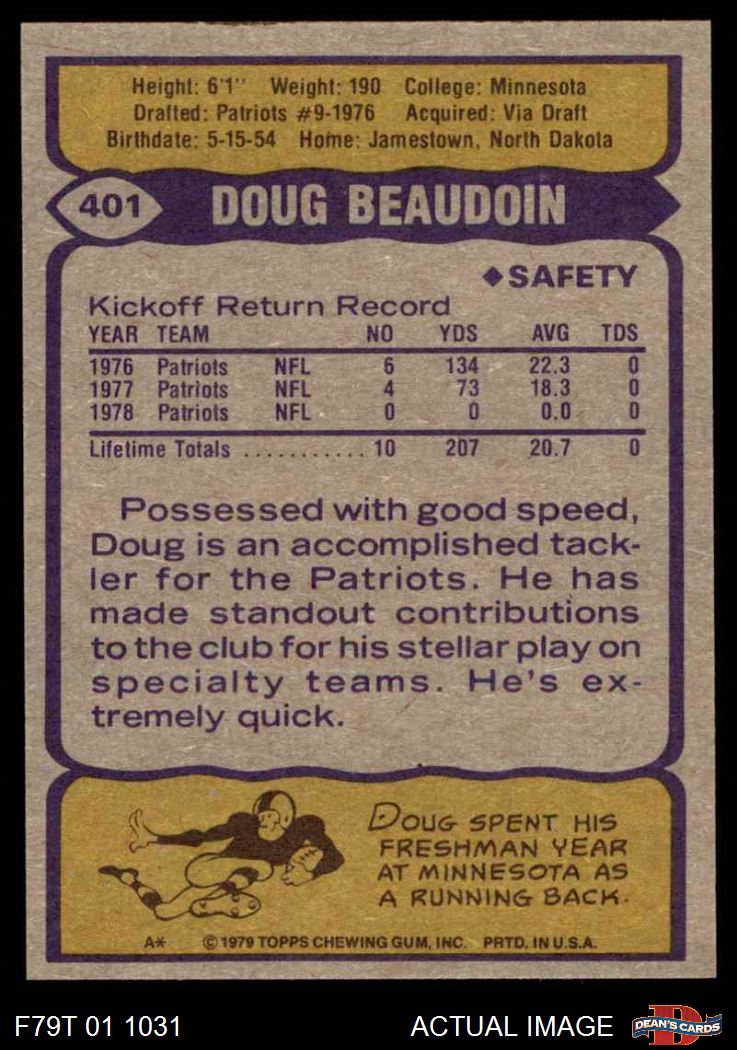 Height: 6'1" Weight: 190 College: Minnesota
Drafted: Patriots #9-1976 Acquired: Via Draft
Birthdate: 5-15-54 Home: Jamestown, North Dakota
401 DOUG BEAUDOIN
◆SAFETY
Kickoff Return Record
YEAR TEAM NO YDS AVG TDS
1976 Patriots NFL 6 134 22.3 0
1977 Patriots NFL 4 73 18.3 0
1978 Patriots NFL 0 0 0.0 0
Lifetime Totals ........... 10 207 20.7 0
Possessed with good speed,
Doug is an accomplished tack-
ler for the Patriots. He has
made standout contributions
to the club for his stellar play on
specialty teams. He's ex-
tremely quick.
DOUG SPENT HIS
FRESHMAN YEAR
AT MINNESOTA AS
A RUNNING BACK.
A* ©1979 TOPPS CHEWING GUM, INC. PRTD. IN U.S.A.
F79T 01 1031 ACTUAL IMAGE D DEAN'S CARDS